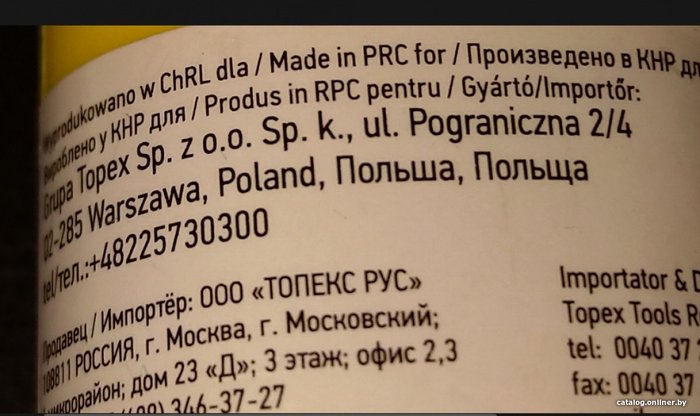 Wyprodukowano w ChRL dla / Made in PRC for / Произведено в КНР
Вироблено у КНР для / Produs in RPC pentru / Gyártó/Importőr:
Grupa Topex Sp. z o.o. Sp. k., ul. Pograniczna 2/4
02-285 Warszawa, Poland, Польша, Польща
tel/тел.:+48225730300
Продавец / Импортёр: ООО «ТОПЕКС РУС»
108811 РОССИЯ, г. Москва, г. Московский;
микрорайон; дом 23 «Д»; 3 этаж; офис 2,3
346-37-27
Importator &
Topex Tools
tel: 0040 37
fax: 0040 37
catalog.onliner.by